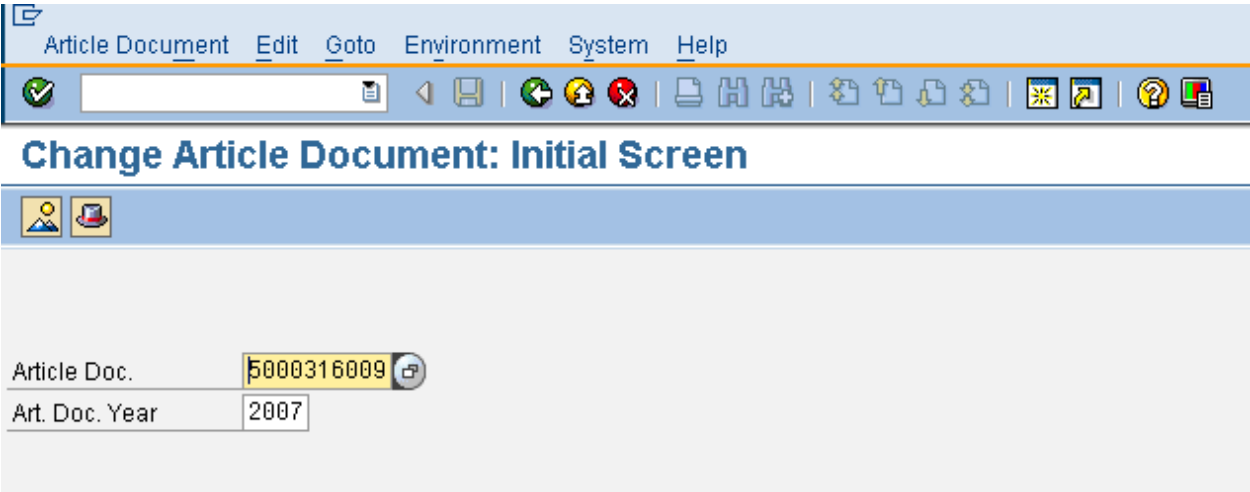 Article Document Edit Goto Environment System Help
Change Article Document: Initial Screen
Article Doc. 5000316009
Art. Doc. Year 2007